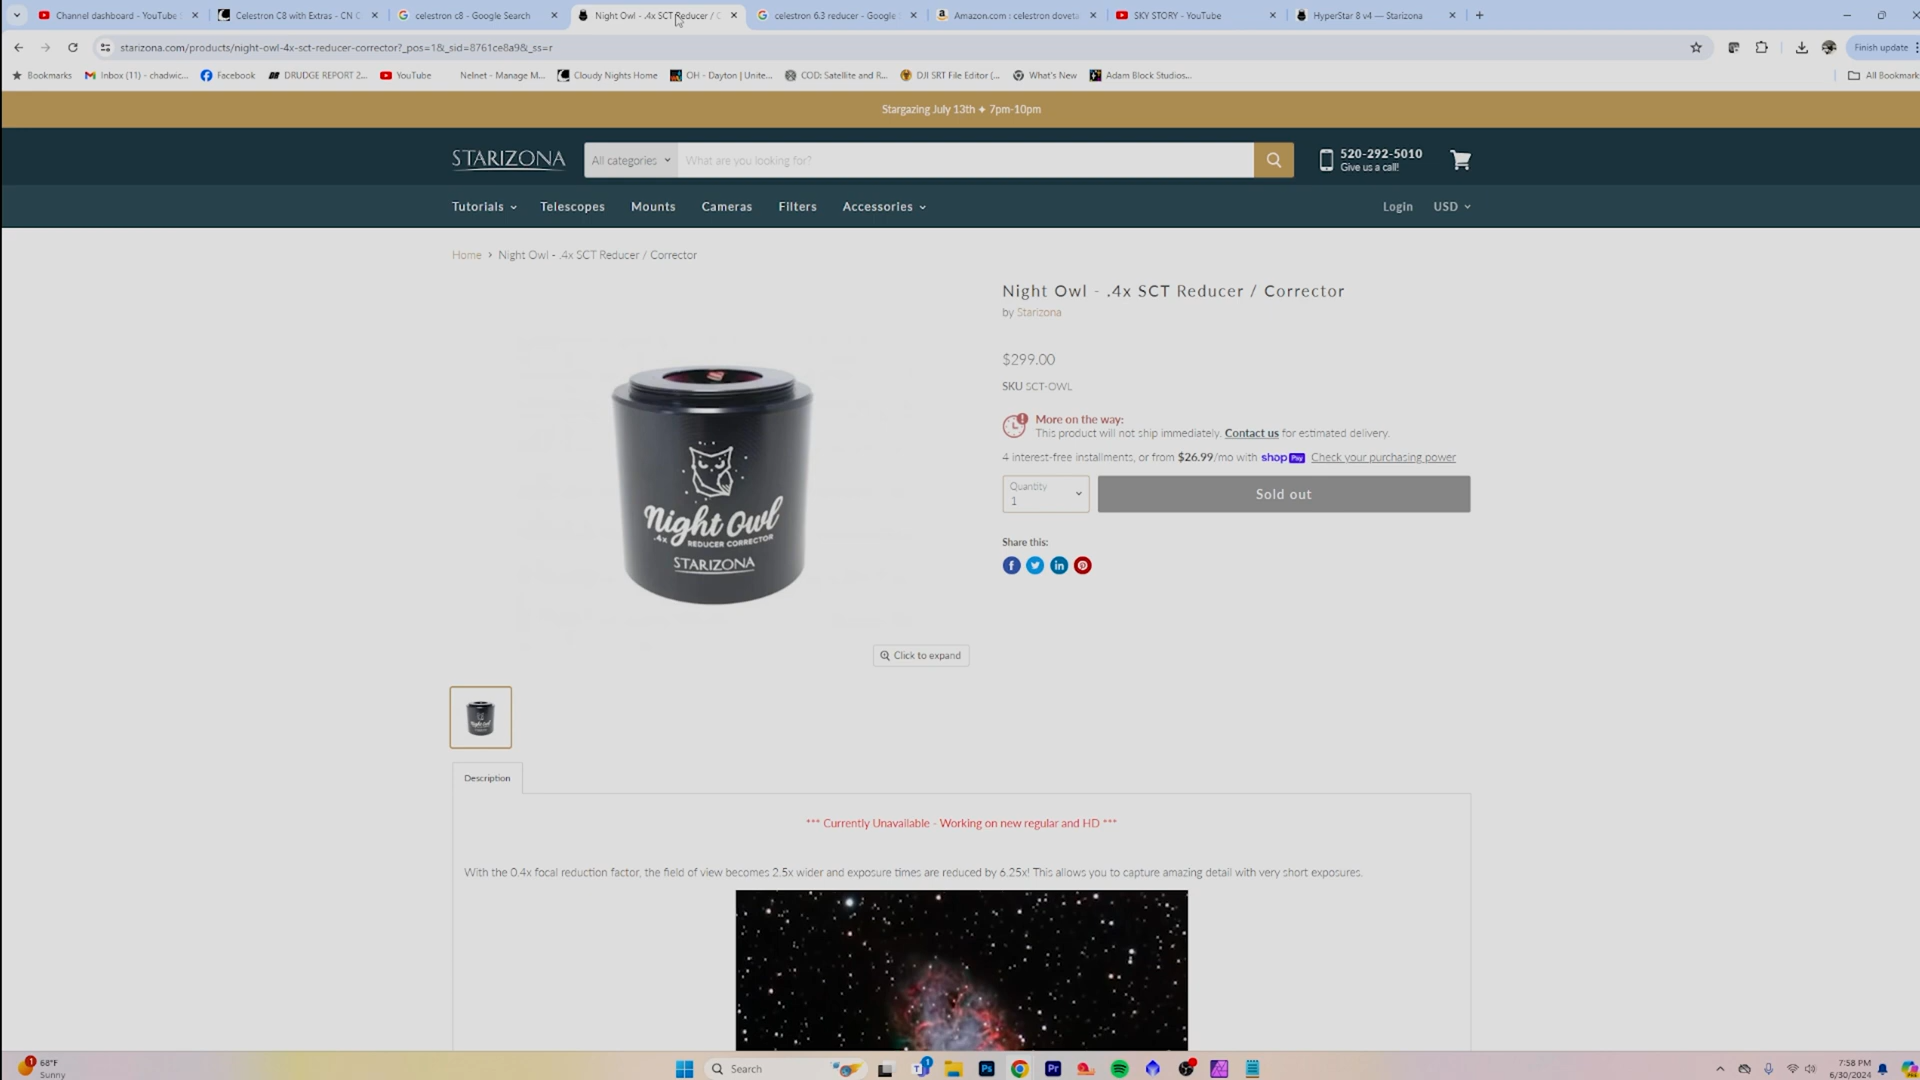 Channel dashboard - YouTube
Celestron C8 with Extras - CN C
celestron c8 - Google Search
Night Owl - .4x SCT Reducer / C
celestron 6.3 reducer - Google
Amazon.com : celestron doveta
SKY STORY - YouTube
HyperStar 8 v4 — Starizona
starizona.com/products/night-owl-4x-sct-reducer-corrector?_pos=1&_sid=8761ce8a9&_ss=r
Finish update
Bookmarks
Inbox (11) - chadwic...
Facebook
DRUDGE REPORT 2...
YouTube
Nelnet - Manage M...
Cloudy Nights Home
OH - Dayton | Unite...
COD: Satellite and R...
DJI SRT File Editor (...
What's New
Adam Block Studios...
All Bookmark
Stargazing July 13th ✦ 7pm-10pm
STARIZONA
All categories
What are you looking for?
520-292-5010
Give us a call!
Tutorials
Telescopes
Mounts
Cameras
Filters
Accessories
Login
USD
Home › Night Owl - .4x SCT Reducer / Corrector
Night Owl - .4x SCT Reducer / Corrector
by Starizona
$299.00
SKU SCT-OWL
More on the way:
This product will not ship immediately. Contact us for estimated delivery.
4 interest-free installments, or from $26.99/mo with shop Pay Check your purchasing power
Quantity
1
Sold out
Share this:
Night Owl
.4x REDUCER CORRECTOR
STARIZONA
Click to expand
Description
*** Currently Unavailable - Working on new regular and HD ***
With the 0.4x focal reduction factor, the field of view becomes 2.5x wider and exposure times are reduced by 6.25x! This allows you to capture amazing detail with very short exposures.
68°F
Sunny
Search
7:58 PM
6/30/2024